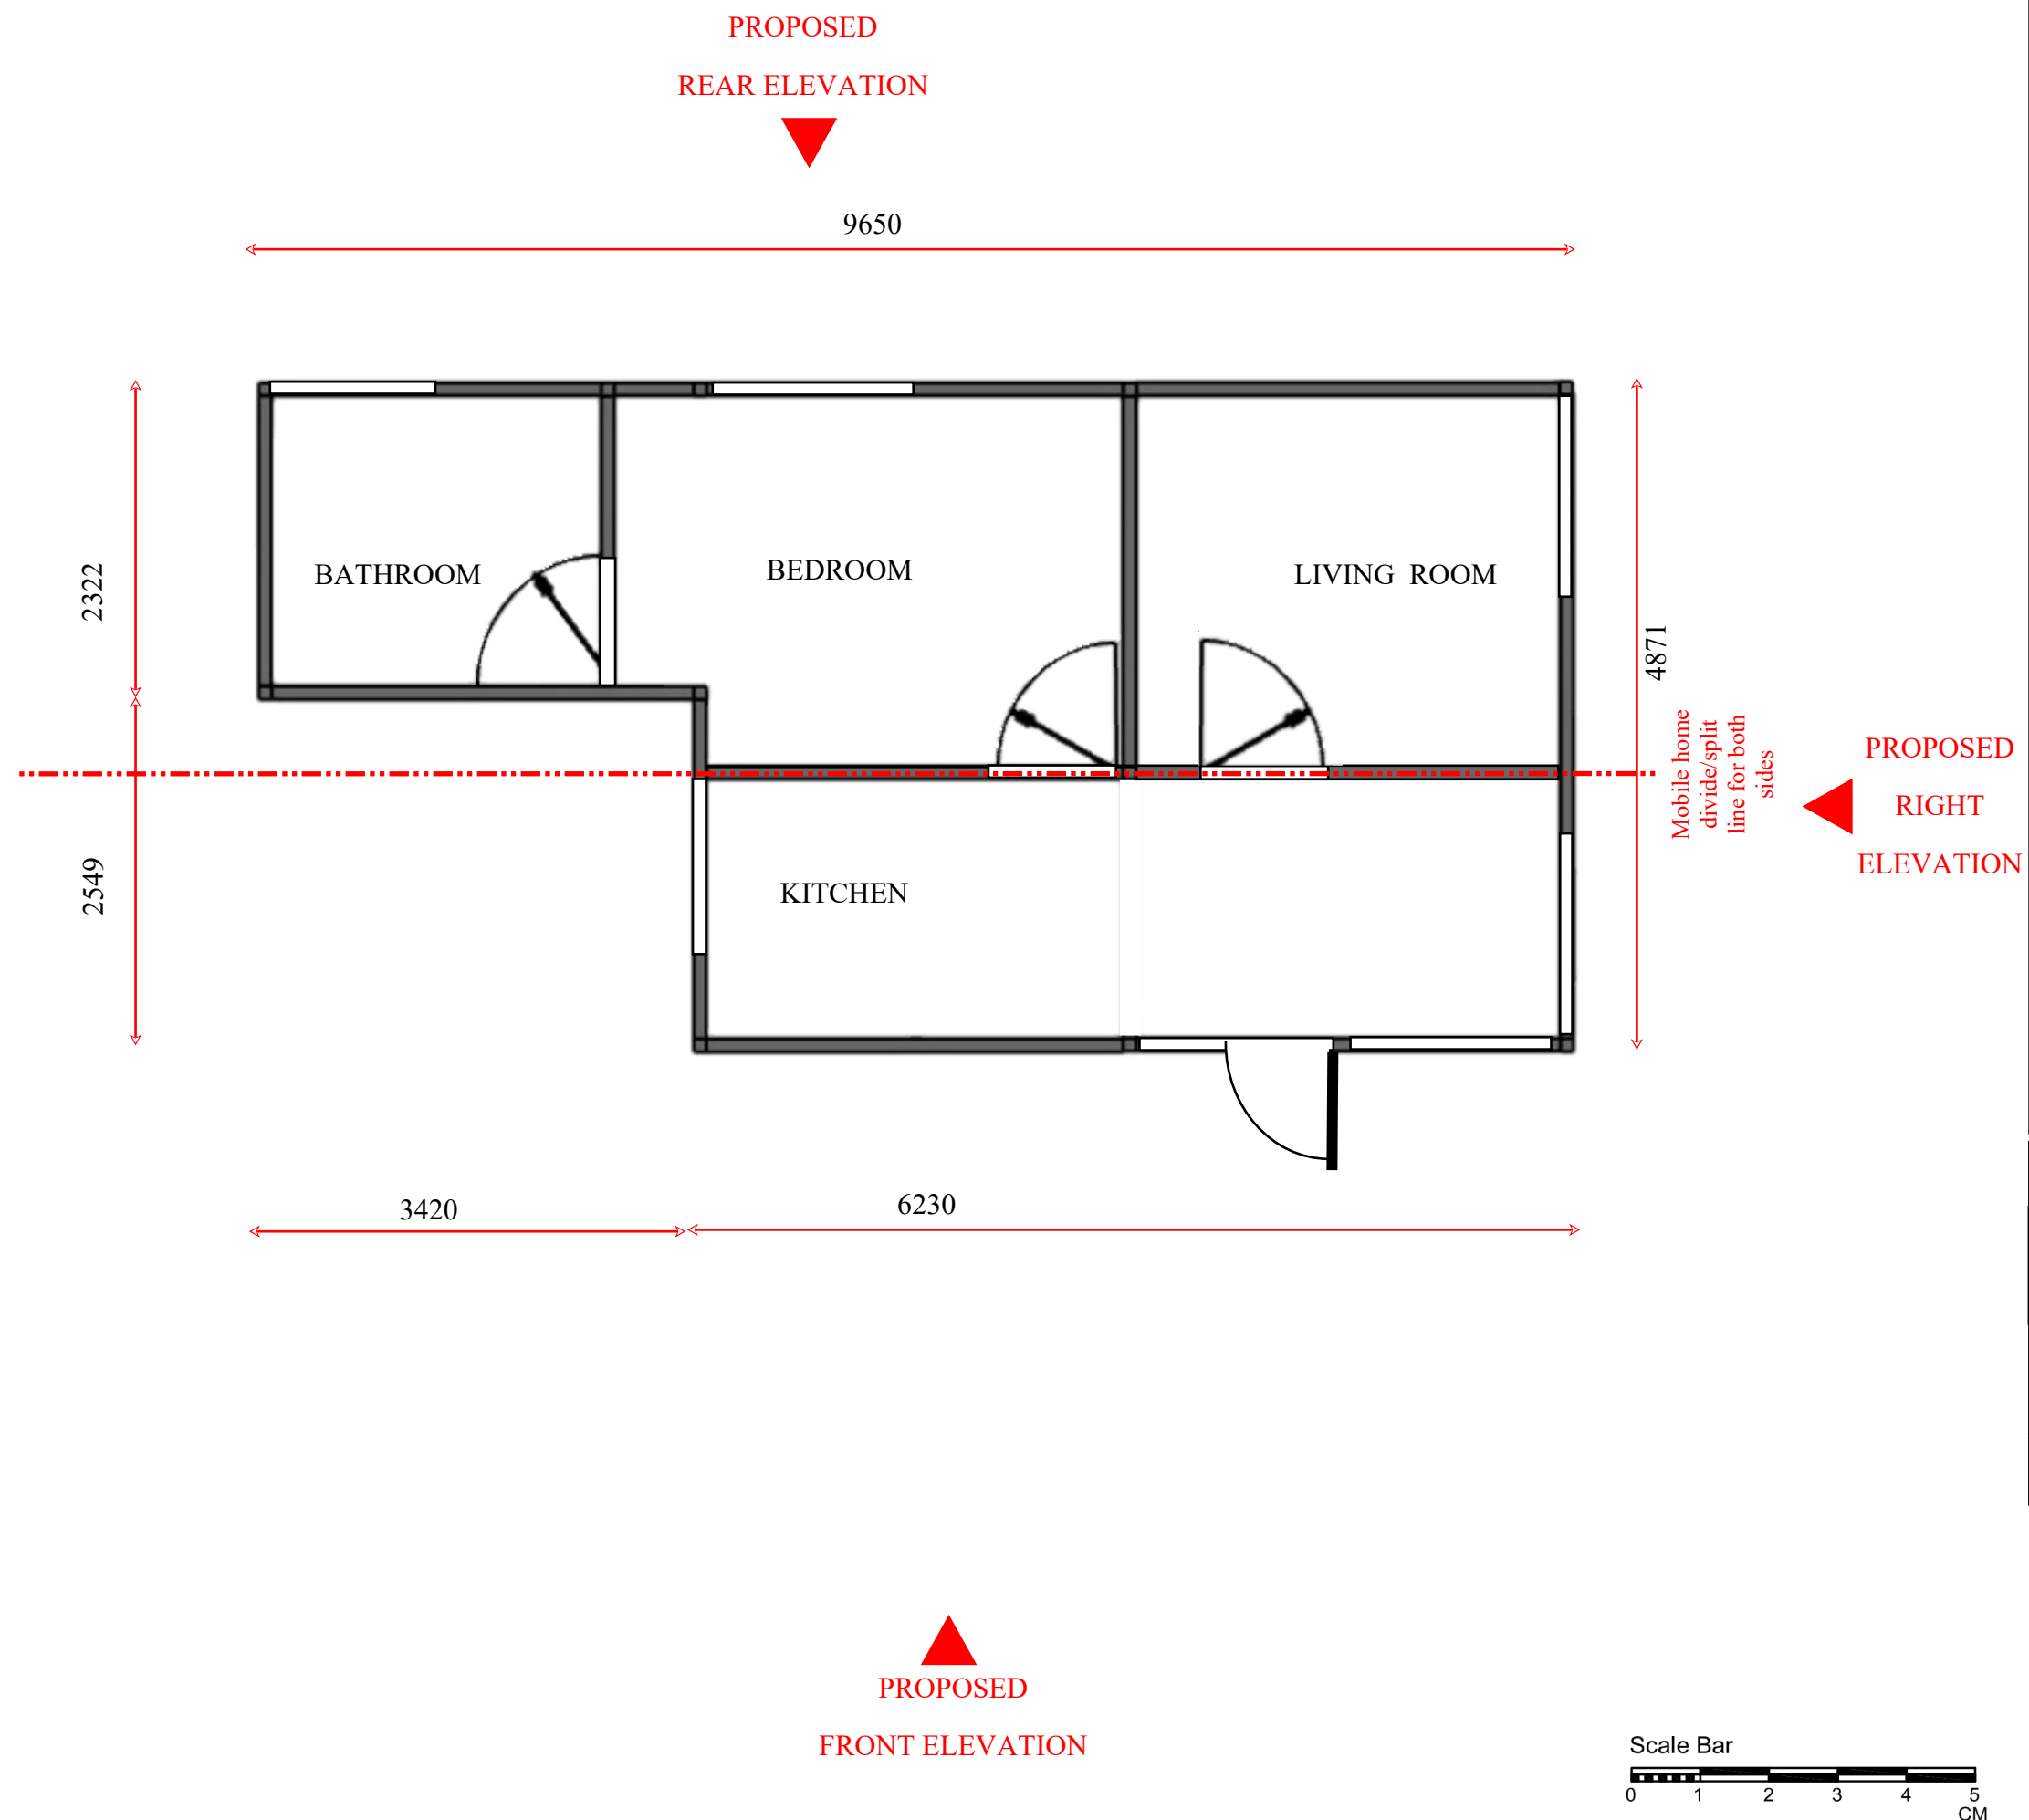 PROPOSED
REAR ELEVATION
9650
BATHROOM
BEDROOM
LIVING ROOM
2322
4871
Mobile home
divide/split
line for both
sides
PROPOSED
RIGHT
ELEVATION
2549
KITCHEN
3420
6230
PROPOSED
FRONT ELEVATION
Scale Bar
0 1 2 3 4 5
CM